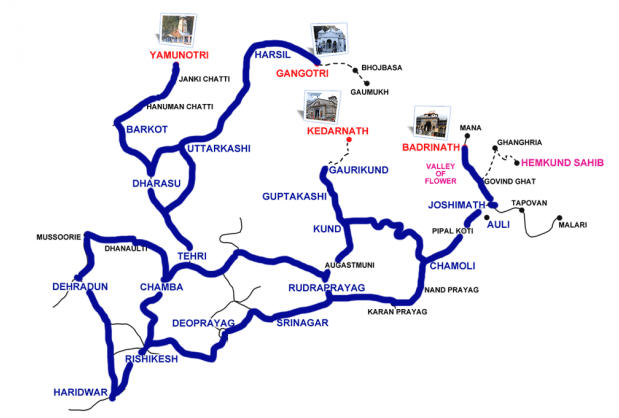 YAMUNOTRI
HARSIL
GANGOTRI
BHOJBASA
GAUMUKH
JANKI CHATTI
HANUMAN CHATTI
BARKOT
UTTARKASHI
DHARASU
KEDARNATH
GAURIKUND
GUPTAKASHI
KUND
BADRINATH
MANA
GHANGHRIA
HEMKUND SAHIB
VALLEY
OF
FLOWER
GOVIND GHAT
JOSHIMATH
TAPOVAN
AULI
MALARI
PIPAL KOTI
MUSSOORIE
DHANAULTI
TEHRI
AUGASTMUNI
CHAMOLI
DEHRADUN
CHAMBA
RUDRAPRAYAG
NAND PRAYAG
KARAN PRAYAG
DEOPRAYAG
SRINAGAR
RISHIKESH
HARIDWAR